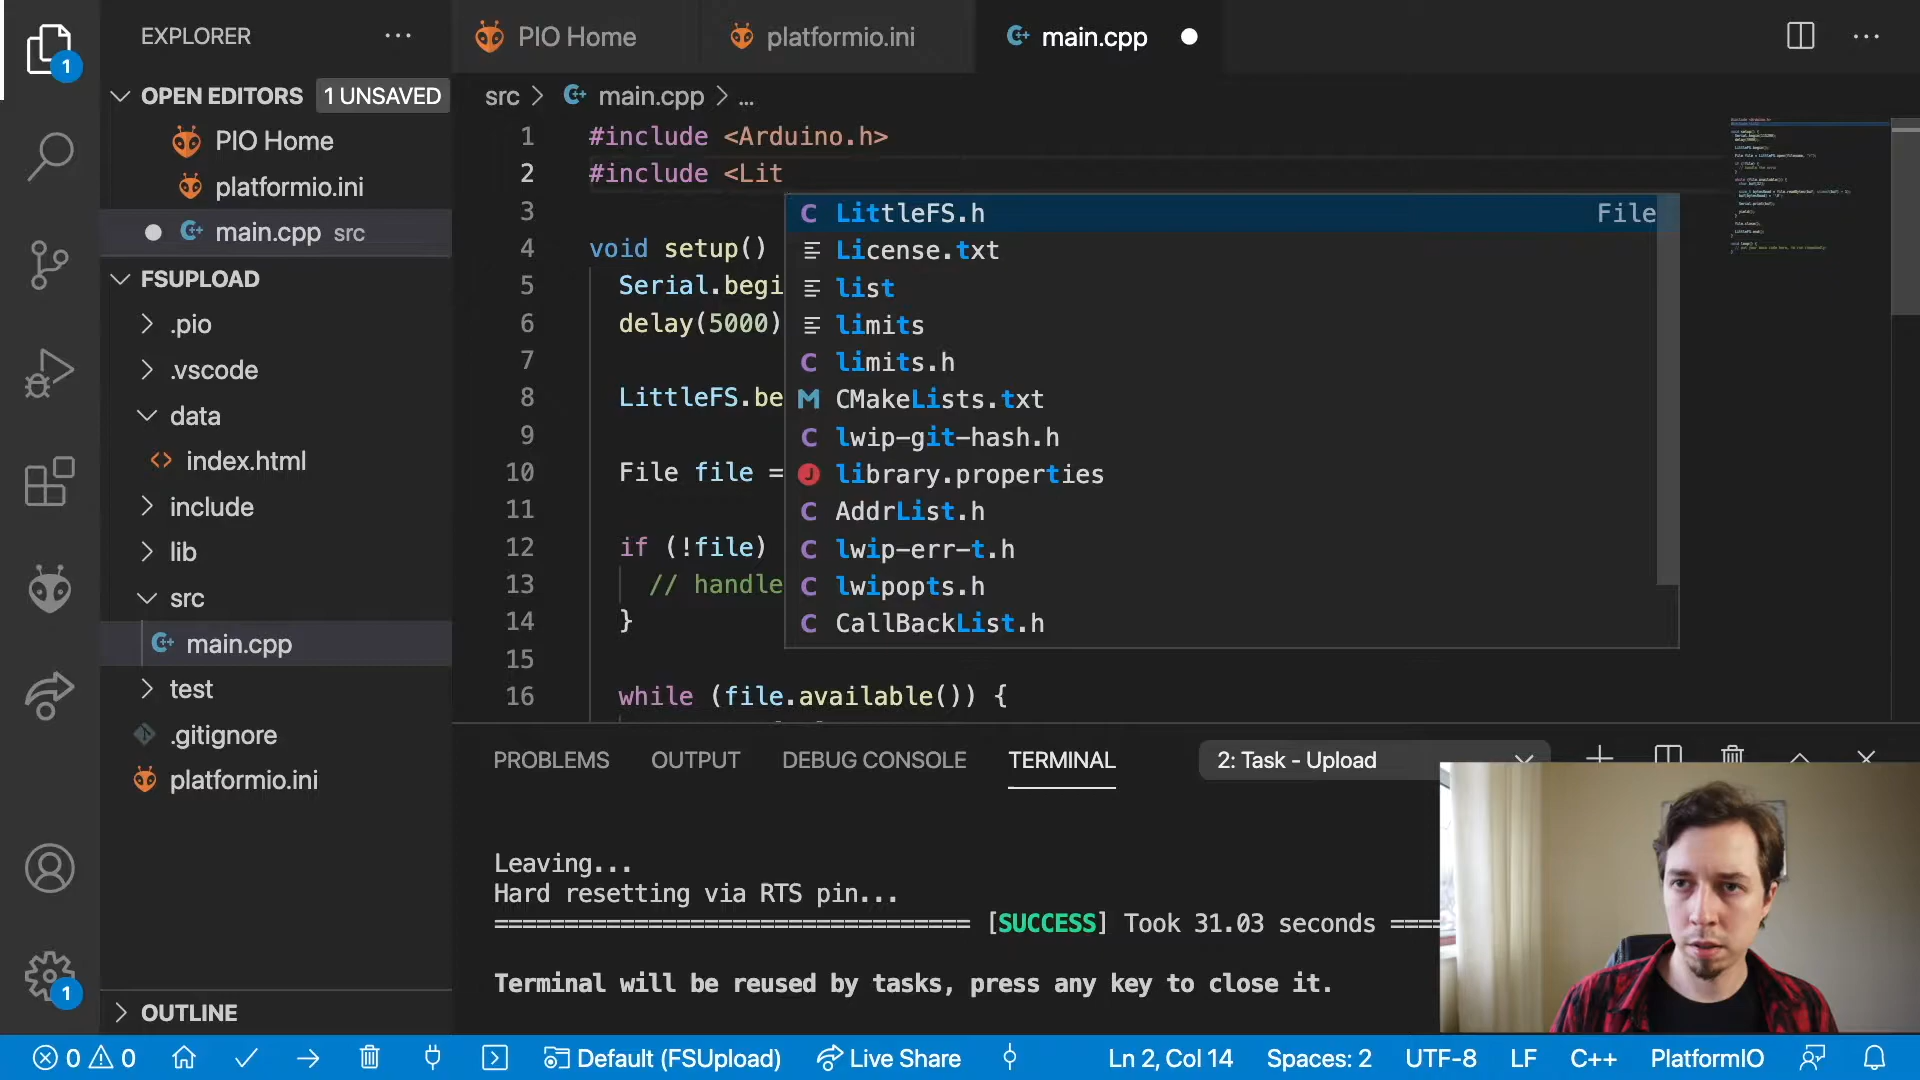 EXPLORER
PIO Home
platformio.ini
main.cpp
1
OPEN EDITORS
1 UNSAVED
PIO Home
platformio.ini
main.cpp src
FSUPLOAD
.pio
.vscode
data
index.html
include
lib
src
main.cpp
test
.gitignore
platformio.ini
1
OUTLINE
src > main.cpp > ...
1 #include <Arduino.h>
2 #include <Lit
3
4 void setup()
5 Serial.begi
6 delay(5000)
7
8 LittleFS.be
9
10 File file =
11
12 if (!file)
13 // handle
14 }
15
16 while (file.available()) {
LittleFS.h File
License.txt
list
limits
limits.h
CMakeLists.txt
lwip-git-hash.h
library.properties
AddrList.h
lwip-err-t.h
lwipopts.h
CallBackList.h
PROBLEMS OUTPUT DEBUG CONSOLE TERMINAL 2: Task - Upload
Leaving...
Hard resetting via RTS pin...
================================== [SUCCESS] Took 31.03 seconds ====
Terminal will be reused by tasks, press any key to close it.
0 0 Default (FSUpload) Live Share Ln 2, Col 14 Spaces: 2 UTF-8 LF C++ PlatformIO